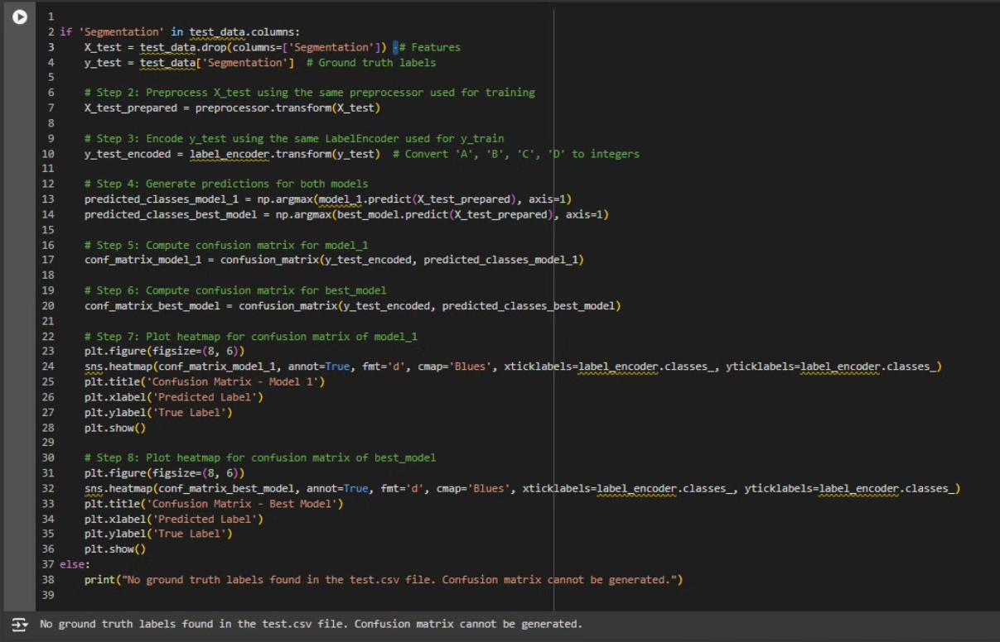 1
2 if 'Segmentation' in test_data.columns:
3     X_test = test_data.drop(columns=['Segmentation'])  # Features
4     y_test = test_data['Segmentation']  # Ground truth labels
5
6     # Step 2: Preprocess X_test using the same preprocessor used for training
7     X_test_prepared = preprocessor.transform(X_test)
8
9     # Step 3: Encode y_test using the same LabelEncoder used for y_train
10     y_test_encoded = label_encoder.transform(y_test)  # Convert 'A', 'B', 'C', 'D' to integers
11
12     # Step 4: Generate predictions for both models
13     predicted_classes_model_1 = np.argmax(model_1.predict(X_test_prepared), axis=1)
14     predicted_classes_best_model = np.argmax(best_model.predict(X_test_prepared), axis=1)
15
16     # Step 5: Compute confusion matrix for model_1
17     conf_matrix_model_1 = confusion_matrix(y_test_encoded, predicted_classes_model_1)
18
19     # Step 6: Compute confusion matrix for best_model
20     conf_matrix_best_model = confusion_matrix(y_test_encoded, predicted_classes_best_model)
21
22     # Step 7: Plot heatmap for confusion matrix of model_1
23     plt.figure(figsize=(8, 6))
24     sns.heatmap(conf_matrix_model_1, annot=True, fmt='d', cmap='Blues', xticklabels=label_encoder.classes_, yticklabels=label_encoder.classes_)
25     plt.title('Confusion Matrix - Model 1')
26     plt.xlabel('Predicted Label')
27     plt.ylabel('True Label')
28     plt.show()
29
30     # Step 8: Plot heatmap for confusion matrix of best_model
31     plt.figure(figsize=(8, 6))
32     sns.heatmap(conf_matrix_best_model, annot=True, fmt='d', cmap='Blues', xticklabels=label_encoder.classes_, yticklabels=label_encoder.classes_)
33     plt.title('Confusion Matrix - Best Model')
34     plt.xlabel('Predicted Label')
35     plt.ylabel('True Label')
36     plt.show()
37 else:
38     print("No ground truth labels found in the test.csv file. Confusion matrix cannot be generated.")
39
No ground truth labels found in the test.csv file. Confusion matrix cannot be generated.